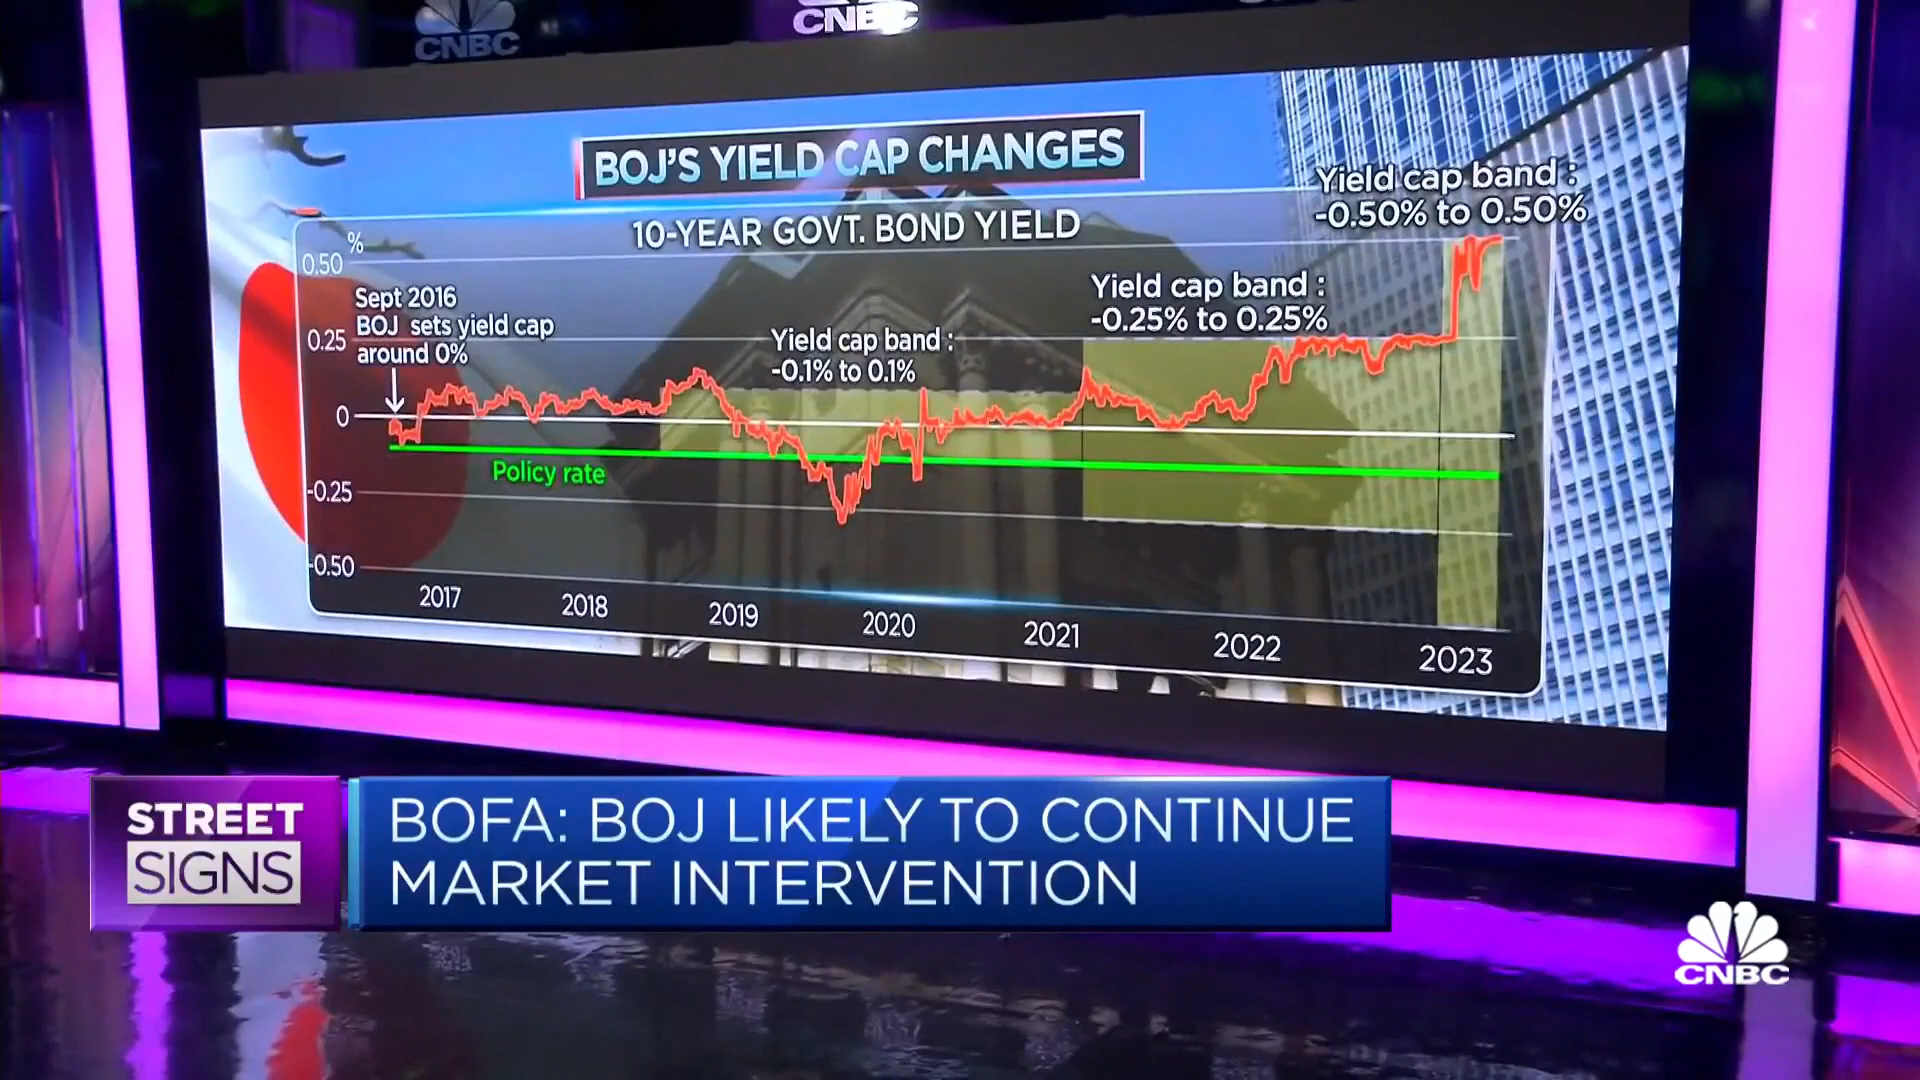 CNBC
CNBC
BOJ'S YIELD CAP CHANGES
10-YEAR GOVT. BOND YIELD
Yield cap band :
-0.50% to 0.50%
%
0.50
Sept 2016
BOJ sets yield cap
around 0%
Yield cap band :
-0.25% to 0.25%
Yield cap band :
-0.1% to 0.1%
0.25
0
Policy rate
-0.25
-0.50
2017
2018
2019
2020
2021
2022
2023
STREET
SIGNS
BOFA: BOJ LIKELY TO CONTINUE
MARKET INTERVENTION
CNBC